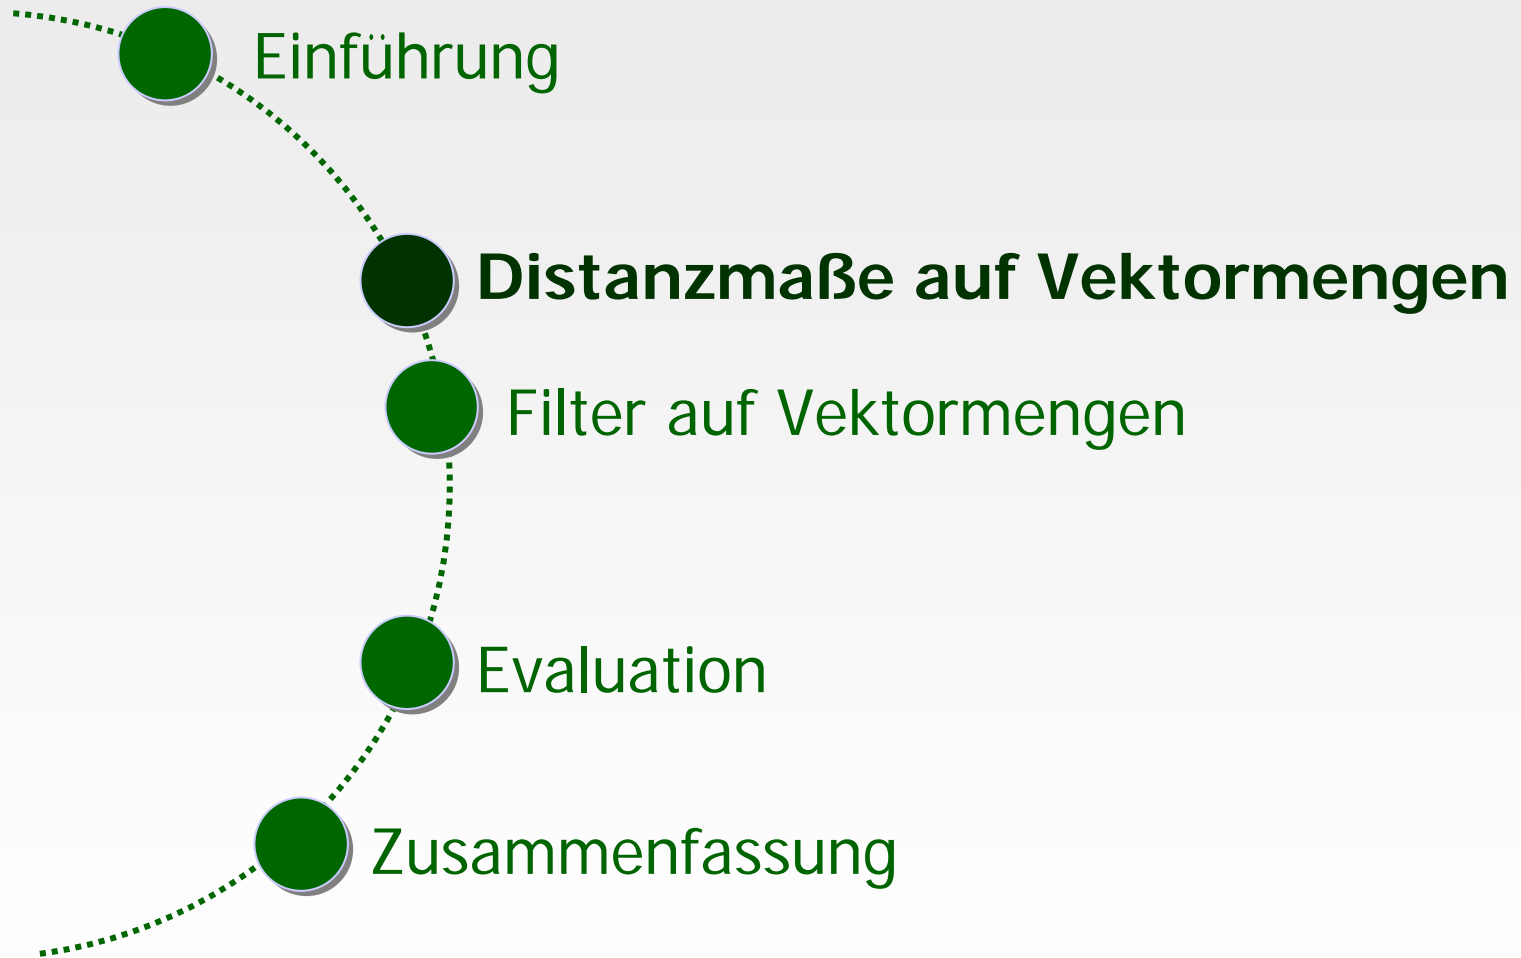 Einführung
Distanzmaße auf Vektormengen
Filter auf Vektormengen
Evaluation
Zusammenfassung